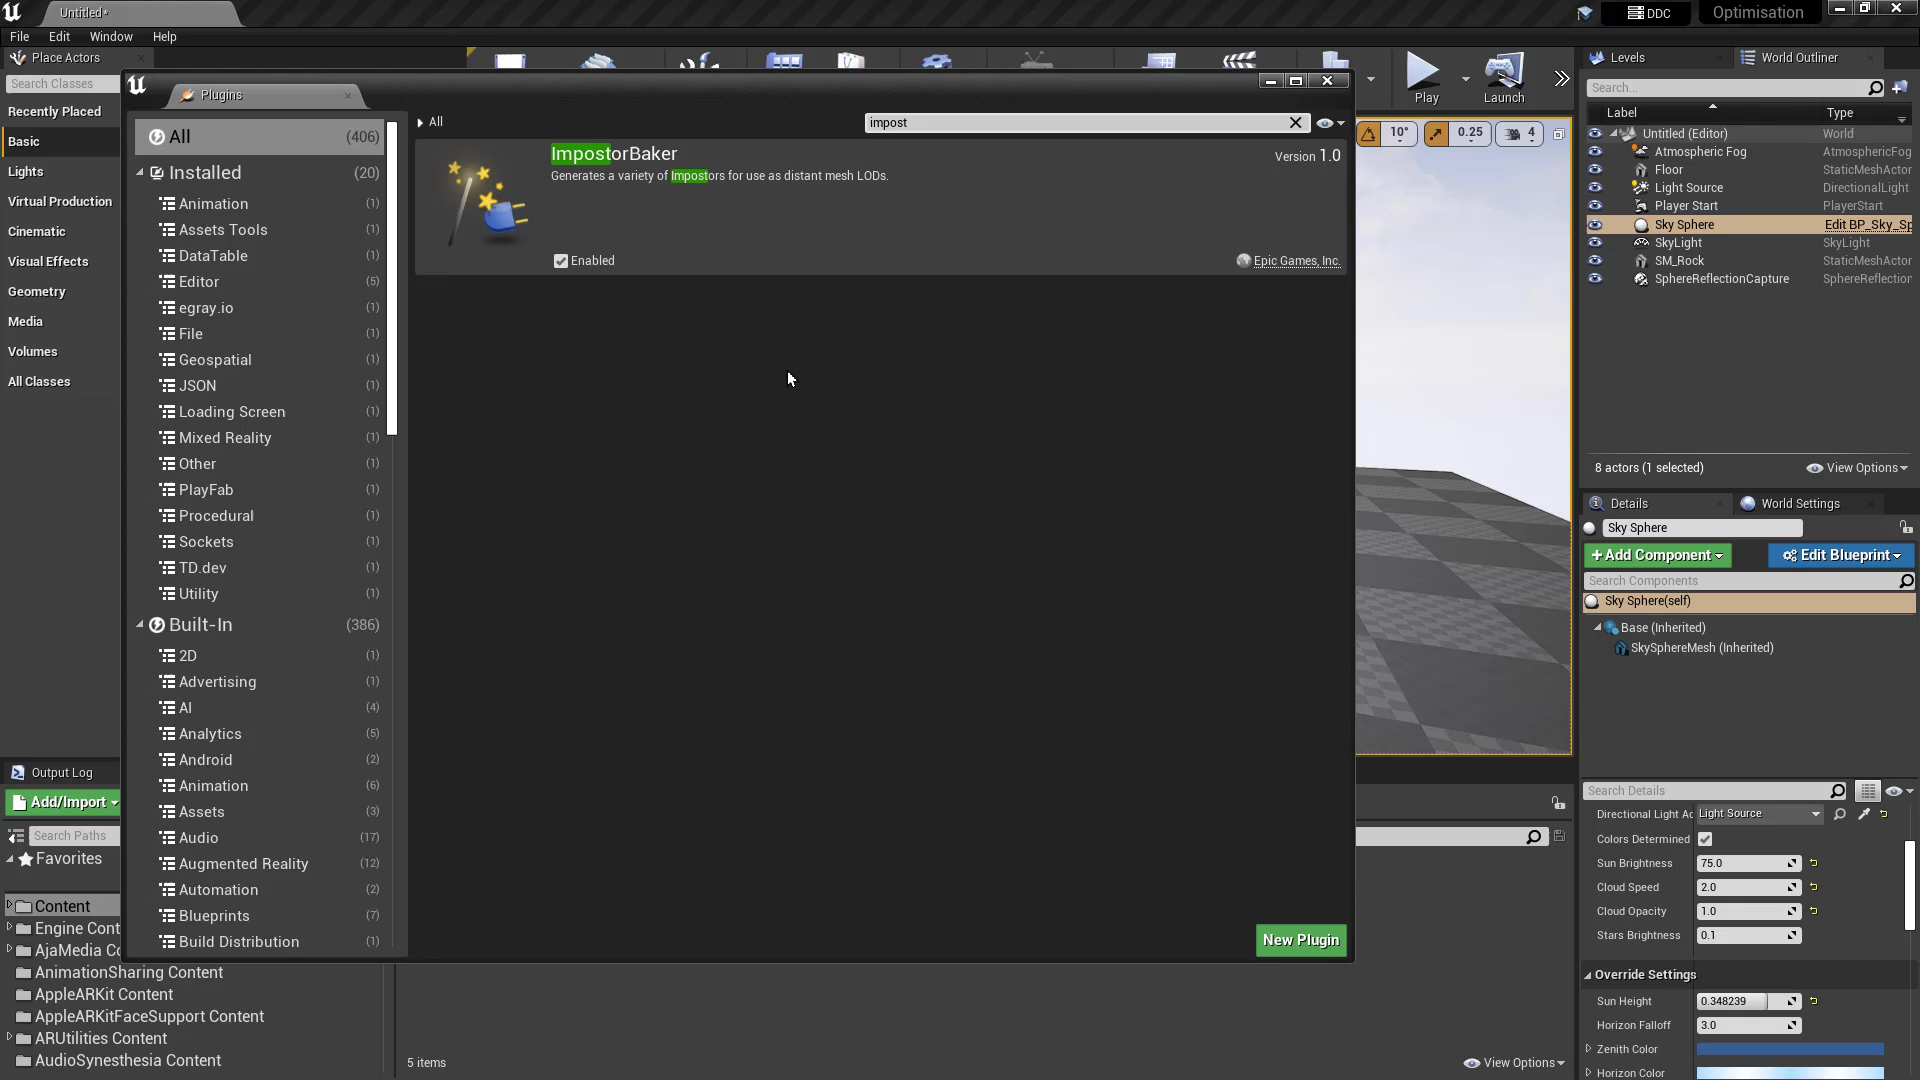 Untitled*
DDC
Optimisation
File
Edit
Window
Help
Place Actors
Search Classes
Recently Placed
Basic
Lights
Virtual Production
Cinematic
Visual Effects
Geometry
Media
Volumes
All Classes
Plugins
All (406)
Installed (20)
Animation (1)
Assets Tools (1)
DataTable (1)
Editor (5)
egray.io (1)
File (1)
Geospatial (1)
JSON (1)
Loading Screen (1)
Mixed Reality (1)
Other (1)
PlayFab (1)
Procedural (1)
Sockets (1)
TD.dev (1)
Utility (1)
Built-In (386)
2D (1)
Advertising (1)
AI (4)
Analytics (5)
Android (2)
Animation (6)
Assets (3)
Audio (17)
Augmented Reality (12)
Automation (2)
Blueprints (7)
Build Distribution (1)
All
impost
ImpostorBaker
Version 1.0
Generates a variety of Impostors for use as distant mesh LODs.
Enabled
Epic Games, Inc.
New Plugin
Play
Launch
10°
0.25
4
Levels
World Outliner
Search...
Label
Type
Untitled (Editor) World
Atmospheric Fog AtmosphericFog
Floor StaticMeshActor
Light Source DirectionalLight
Player Start PlayerStart
Sky Sphere Edit BP_Sky_Sp
SkyLight SkyLight
SM_Rock StaticMeshActor
SphereReflectionCapture SphereReflection
8 actors (1 selected)
View Options
Details
World Settings
Sky Sphere
Add Component
Edit Blueprint
Search Components
Sky Sphere(self)
Base (Inherited)
SkySphereMesh (Inherited)
Search Details
Directional Light Ac Light Source
Colors Determined
Sun Brightness 75.0
Cloud Speed 2.0
Cloud Opacity 1.0
Stars Brightness 0.1
Override Settings
Sun Height 0.348239
Horizon Falloff 3.0
Zenith Color
Horizon Color
Output Log
Add/Import
Search Paths
Favorites
Content
Engine Cont
AjaMedia Co
AnimationSharing Content
AppleARKit Content
AppleARKitFaceSupport Content
ARUtilities Content
AudioSynesthesia Content
5 items
View Options